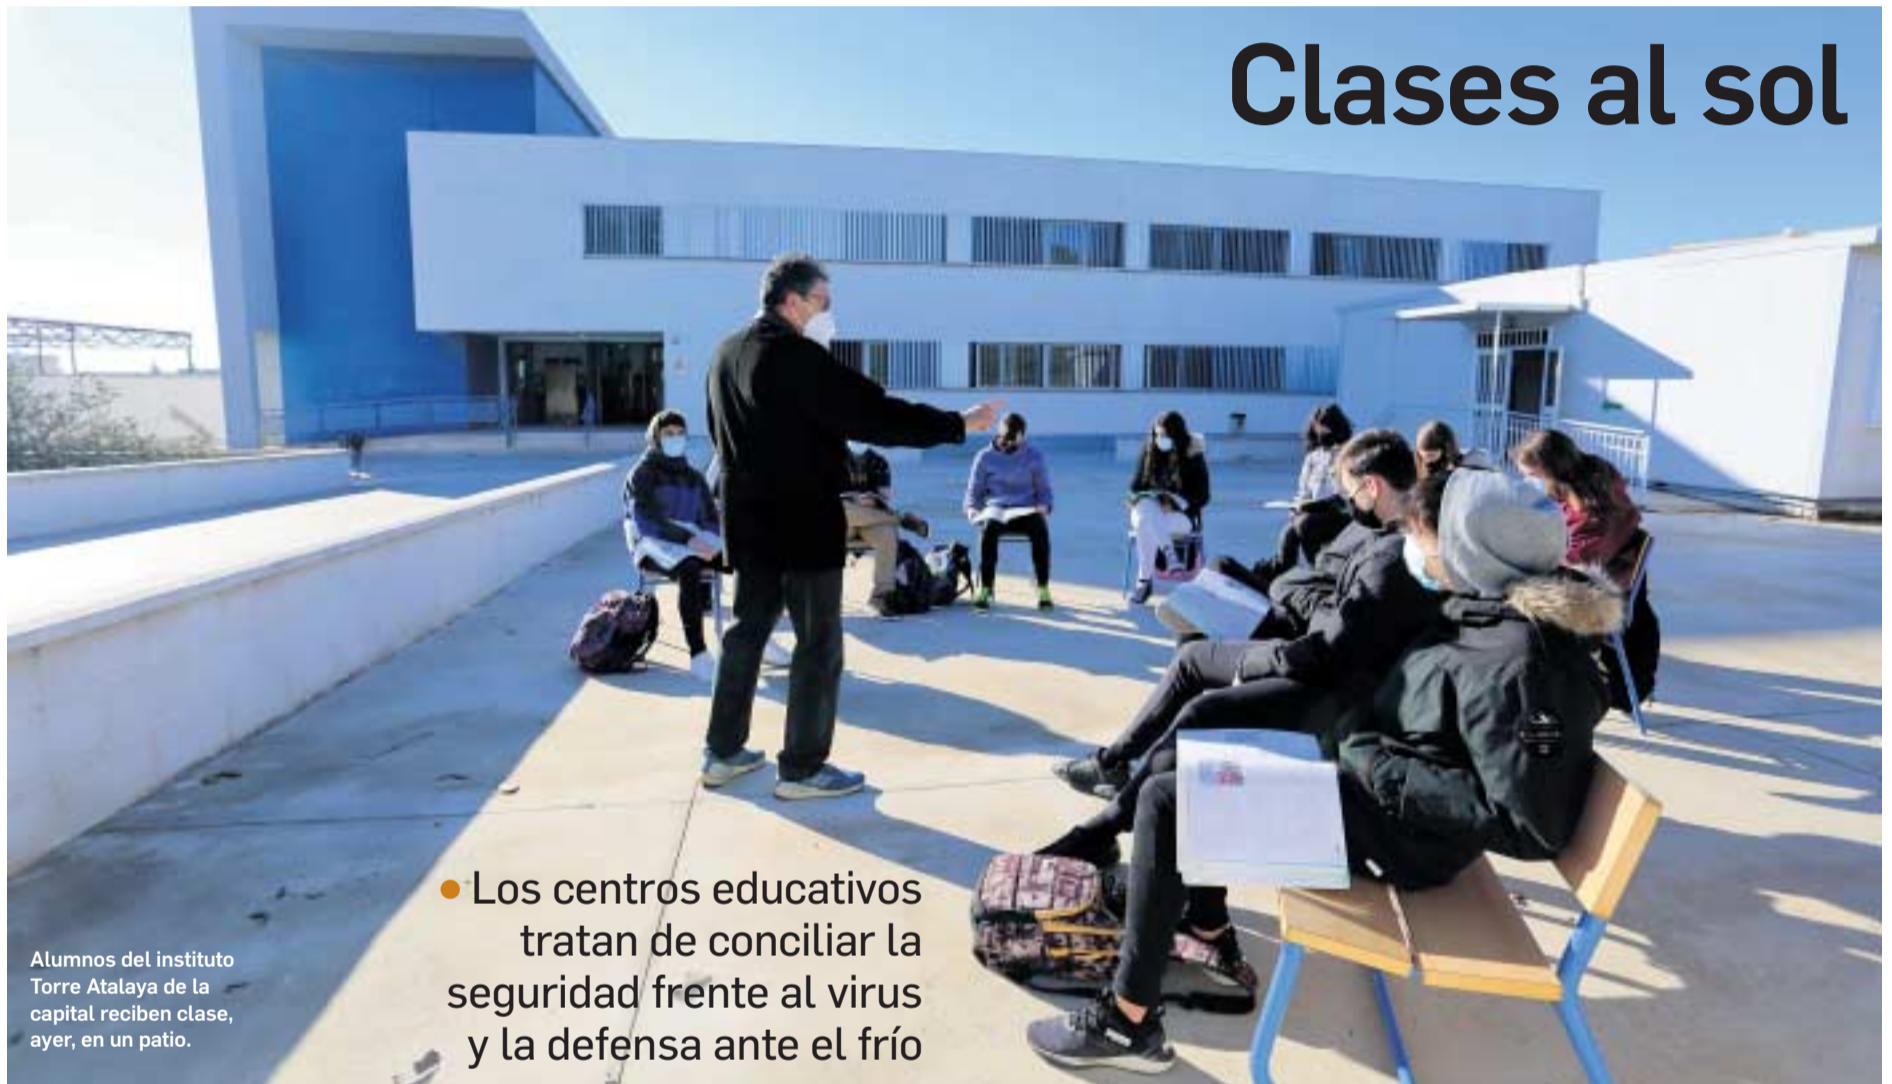 Clases al sol
• Los centros educativos
tratan de conciliar la
seguridad frente al virus
y la defensa ante el frío
Alumnos del instituto
Torre Atalaya de la
capital reciben clase,
ayer, en un patio.